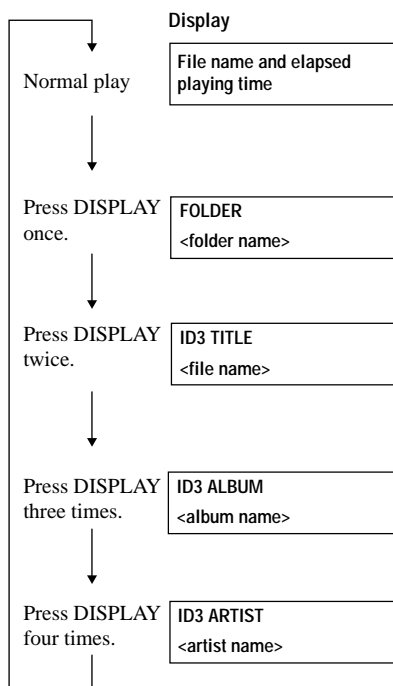 Display
Normal play
File name and elapsed
playing time
Press DISPLAY
once.
FOLDER
<folder name>
Press DISPLAY
twice.
ID3 TITLE
<file name>
Press DISPLAY
three times.
ID3 ALBUM
<album name>
Press DISPLAY
four times.
ID3 ARTIST
<artist name>